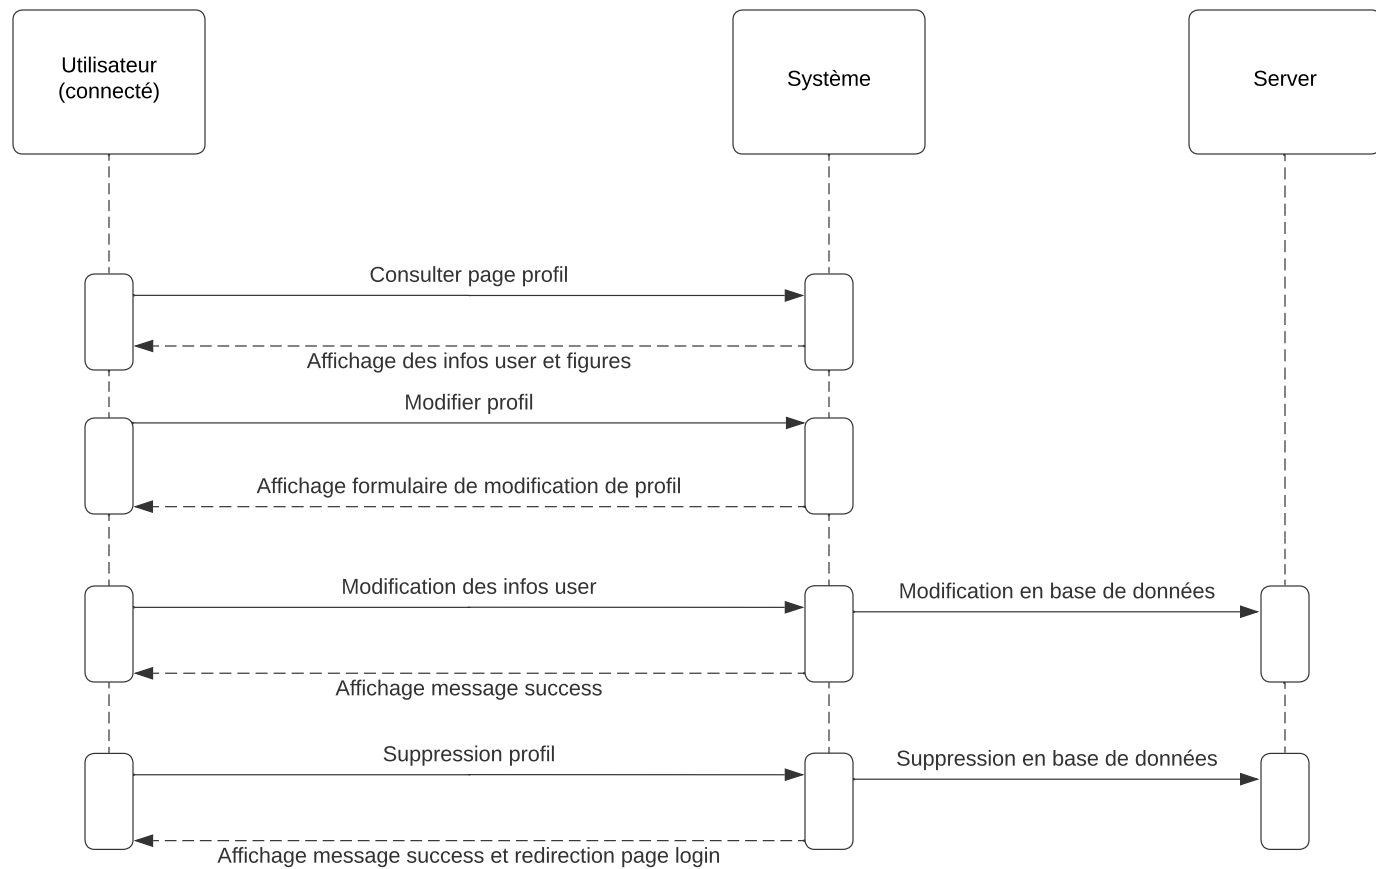 Utilisateur
(connecté)
Système
Server
Consulter page profil
Affichage des infos user et figures
Modifier profil
Affichage formulaire de modification de profil
Modification des infos user
Modification en base de données
Affichage message success
Suppression profil
Suppression en base de données
Affichage message success et redirection page login